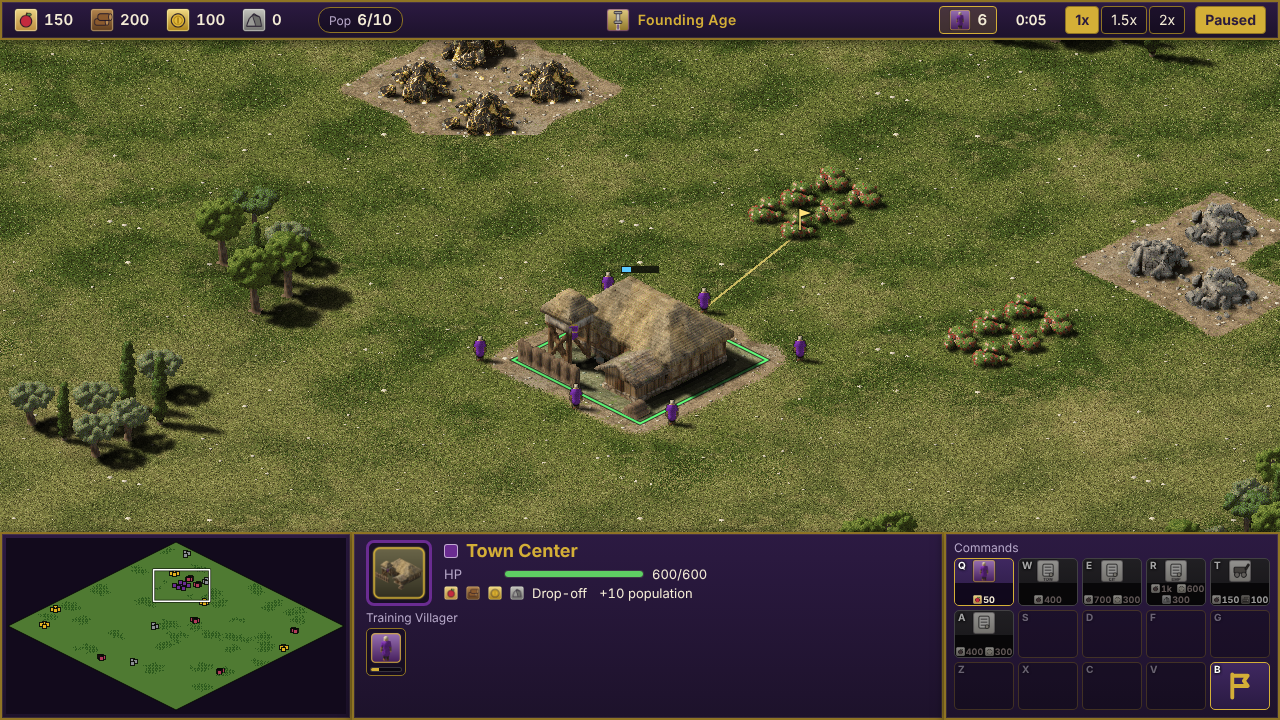 150 200 100 0 Pop 6/10 Founding Age 6 0:05 1x 1.5x 2x Paused
Town Center
HP 600/600
Drop-off +10 population
Training Villager
Commands
Q W E R T
50 400 700 300 1k 600 300 150 100
A S D F G
400 300
Z X C V B